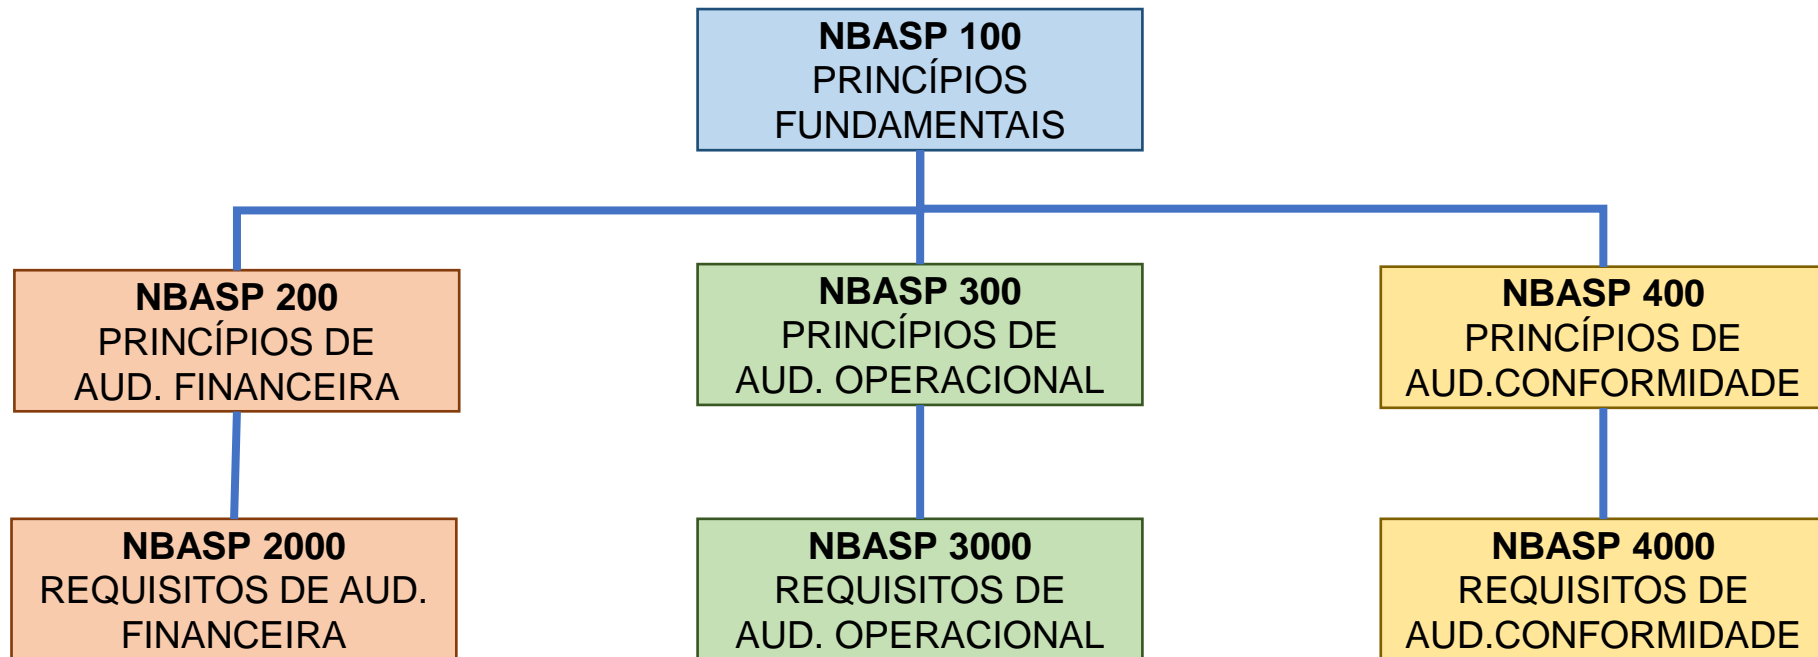 NBASP 100
PRINCÍPIOS
FUNDAMENTAIS
NBASP 200
PRINCÍPIOS DE
AUD. FINANCEIRA
NBASP 300
PRINCÍPIOS DE
AUD. OPERACIONAL
NBASP 400
PRINCÍPIOS DE
AUD.CONFORMIDADE
NBASP 2000
REQUISITOS DE AUD.
FINANCEIRA
NBASP 3000
REQUISITOS DE
AUD. OPERACIONAL
NBASP 4000
REQUISITOS DE
AUD.CONFORMIDADE